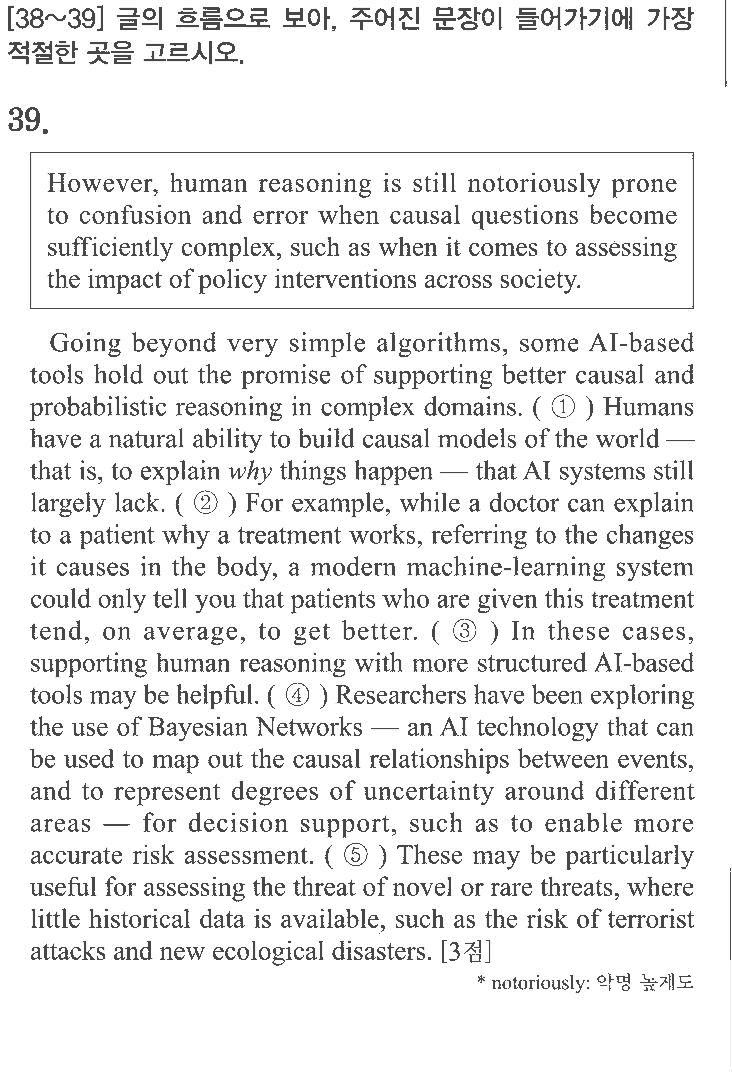 [38~39] 글의 흐름으로 보아, 주어진 문장이 들어가기에 가장
적절한 곳을 고르시오.
39.
However, human reasoning is still notoriously prone
to confusion and error when causal questions become
sufficiently complex, such as when it comes to assessing
the impact of policy interventions across society.
Going beyond very simple algorithms, some AI-based
tools hold out the promise of supporting better causal and
probabilistic reasoning in complex domains. ( ① ) Humans
have a natural ability to build causal models of the world —
that is, to explain why things happen — that AI systems still
largely lack. ( ② ) For example, while a doctor can explain
to a patient why a treatment works, referring to the changes
it causes in the body, a modern machine-learning system
could only tell you that patients who are given this treatment
tend, on average, to get better. ( ③ ) In these cases,
supporting human reasoning with more structured AI-based
tools may be helpful. ( ④ ) Researchers have been exploring
the use of Bayesian Networks — an AI technology that can
be used to map out the causal relationships between events,
and to represent degrees of uncertainty around different
areas — for decision support, such as to enable more
accurate risk assessment. ( ⑤ ) These may be particularly
useful for assessing the threat of novel or rare threats, where
little historical data is available, such as the risk of terrorist
attacks and new ecological disasters. [3점]
* notoriously: 악명 높게도